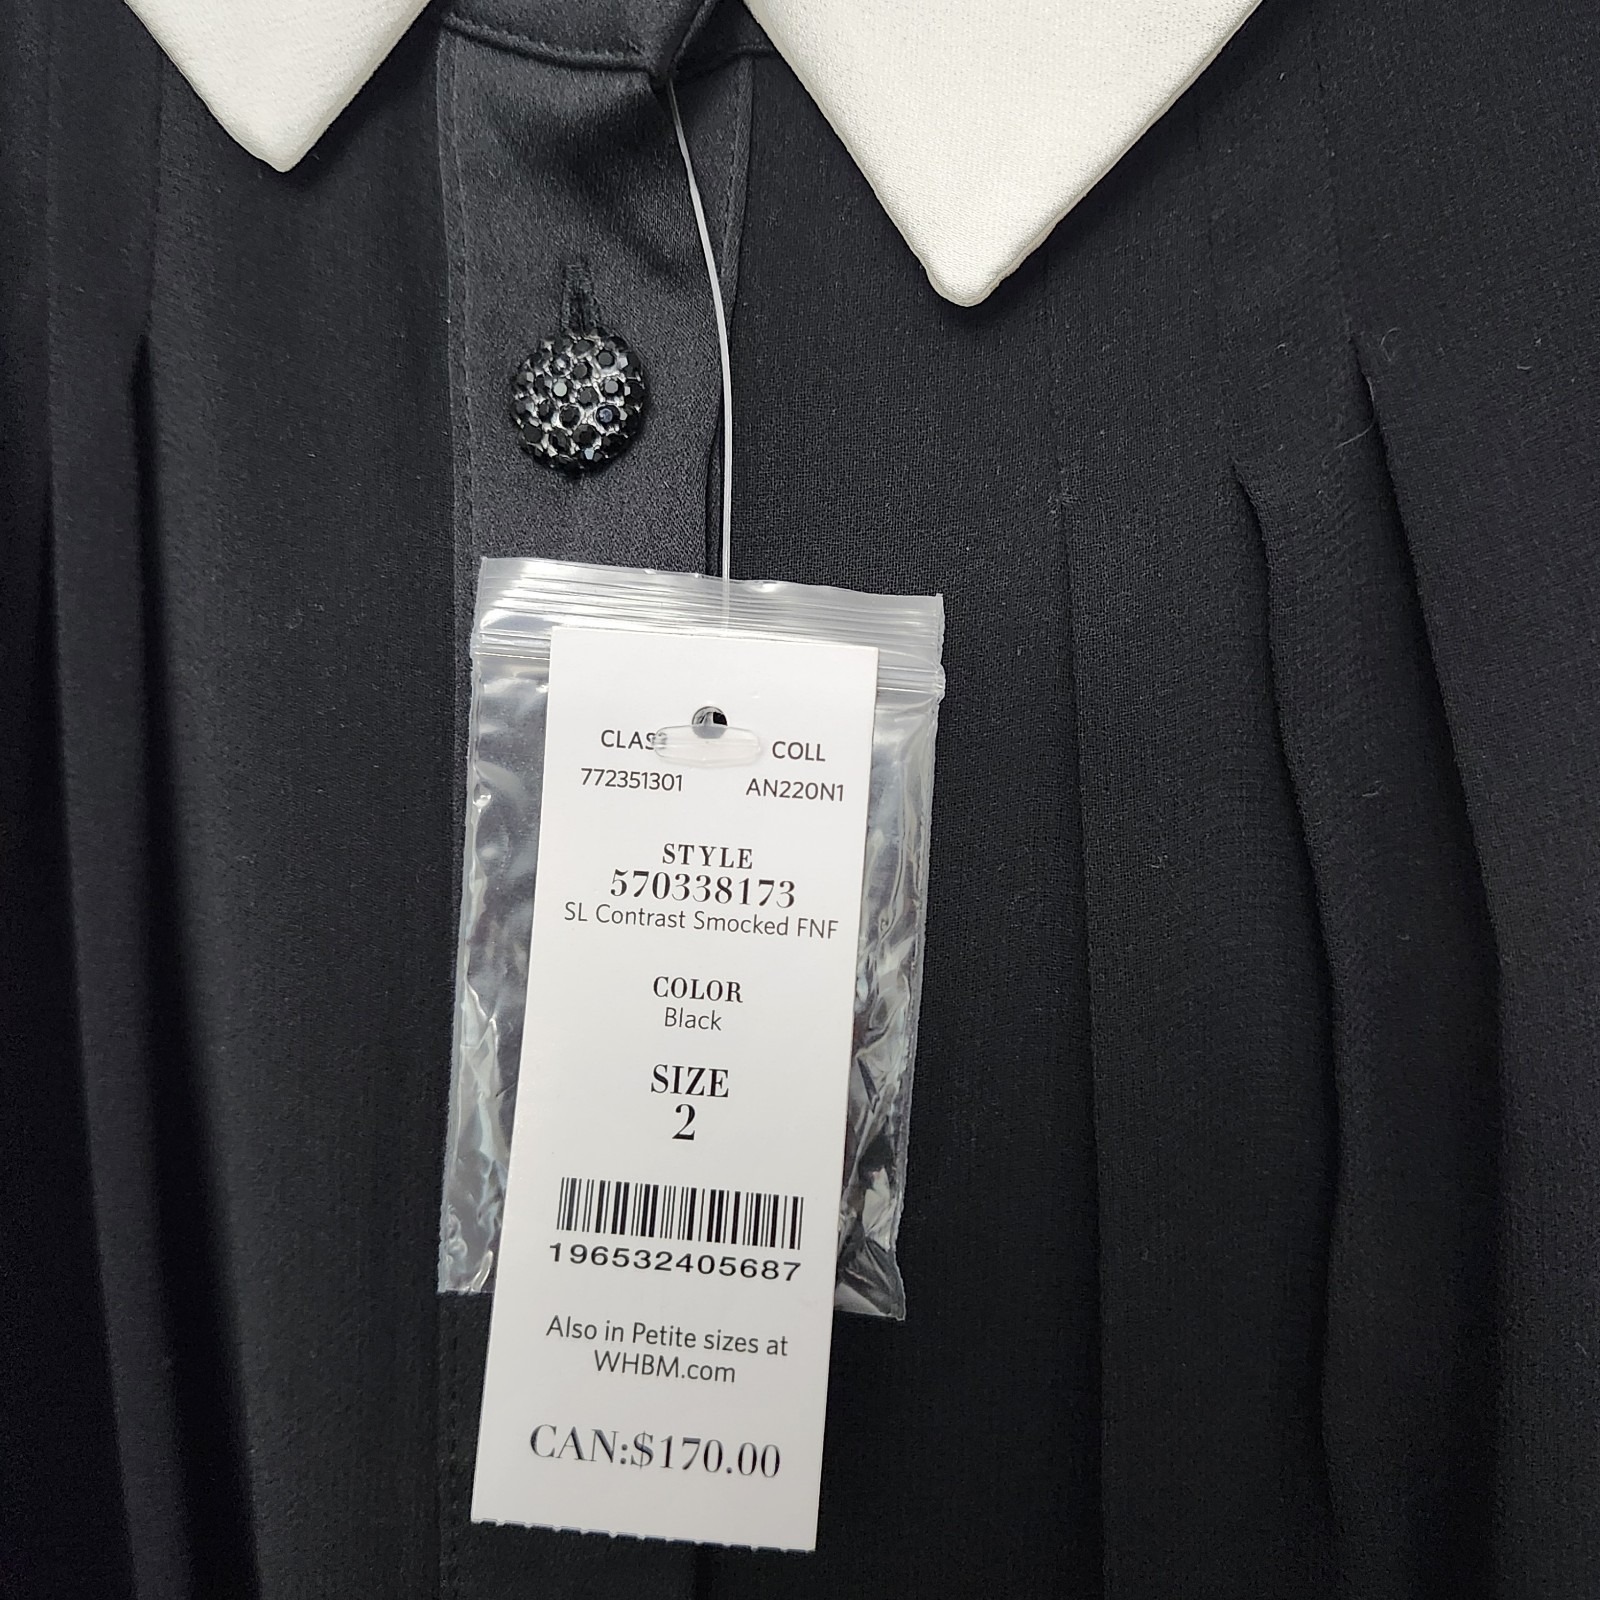 CLASS COLL
772351301 AN220N1
STYLE
570338173
SL Contrast Smocked FNF
COLOR
Black
SIZE
2
196532405687
Also in Petite sizes at
WHBM.com
CAN:$170.00